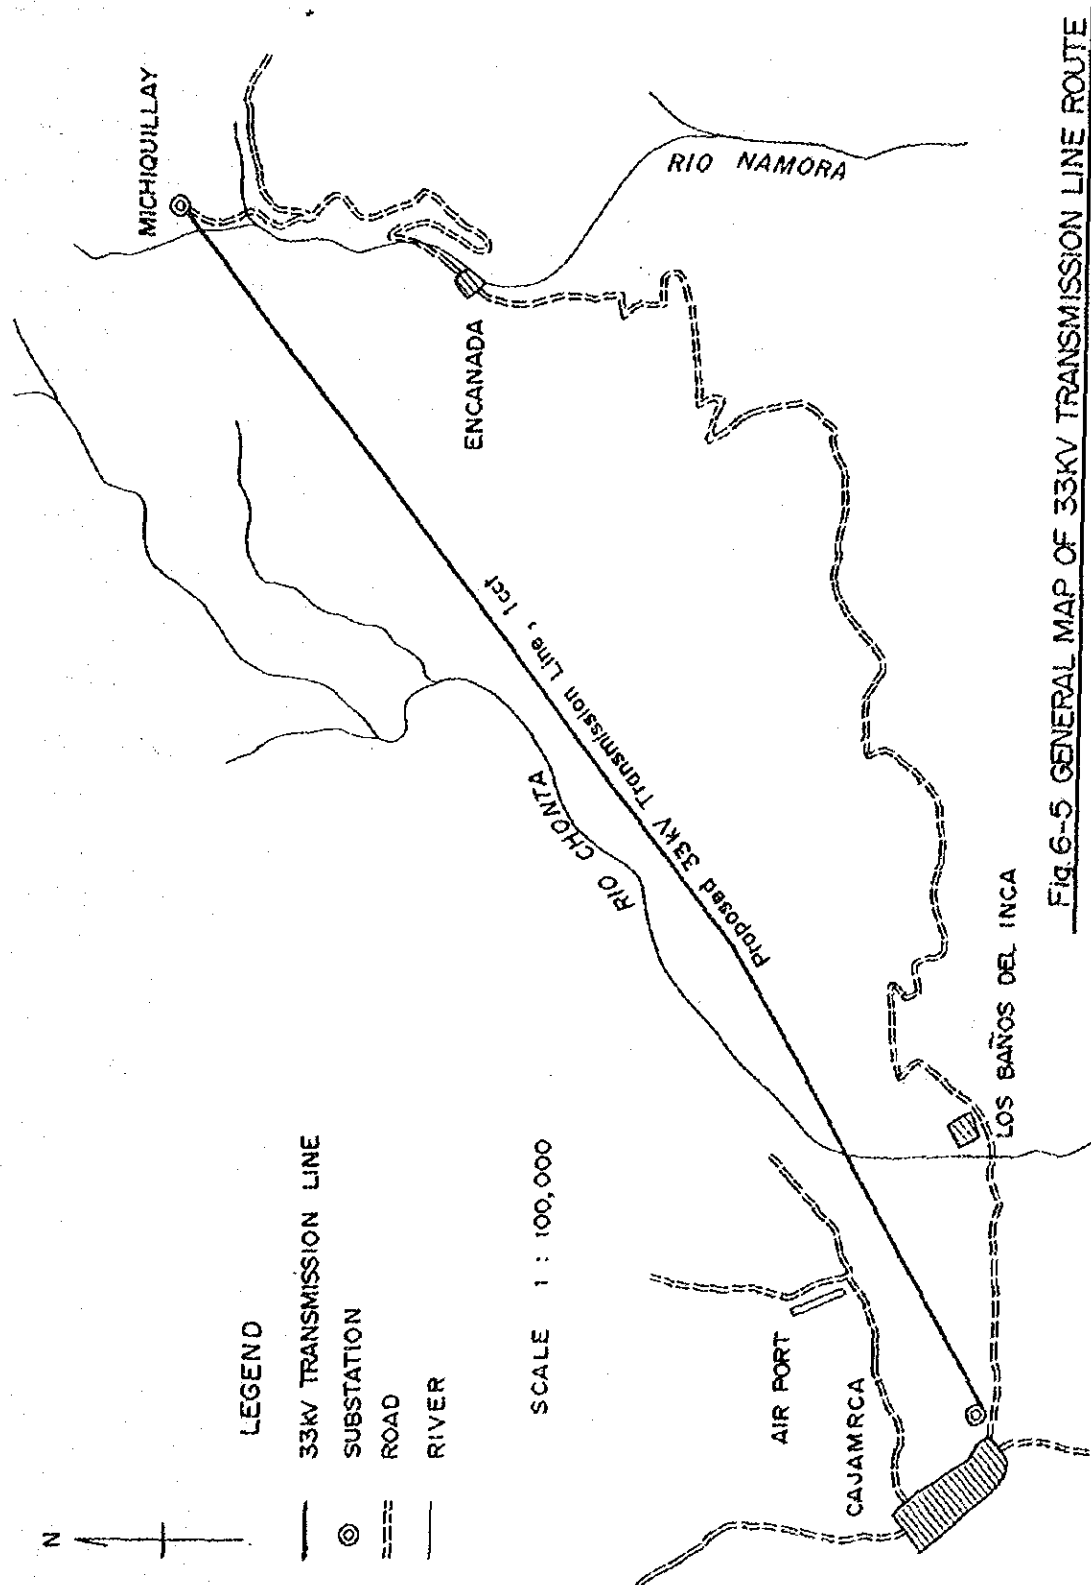 N
LEGEND
33KV TRANSMISSION LINE
SUBSTATION
ROAD
RIVER
SCALE 1 : 100,000
MICHIQUILLAY
ENCANADA
RIO NAMORA
RIO CHONTA
Proposed 33KV Transmission Line, 1cct
AIR PORT
CAJAMRCA
LOS BAÑOS DEL INCA
Fig.6-5 GENERAL MAP OF 33KV TRANSMISSION LINE ROUTE